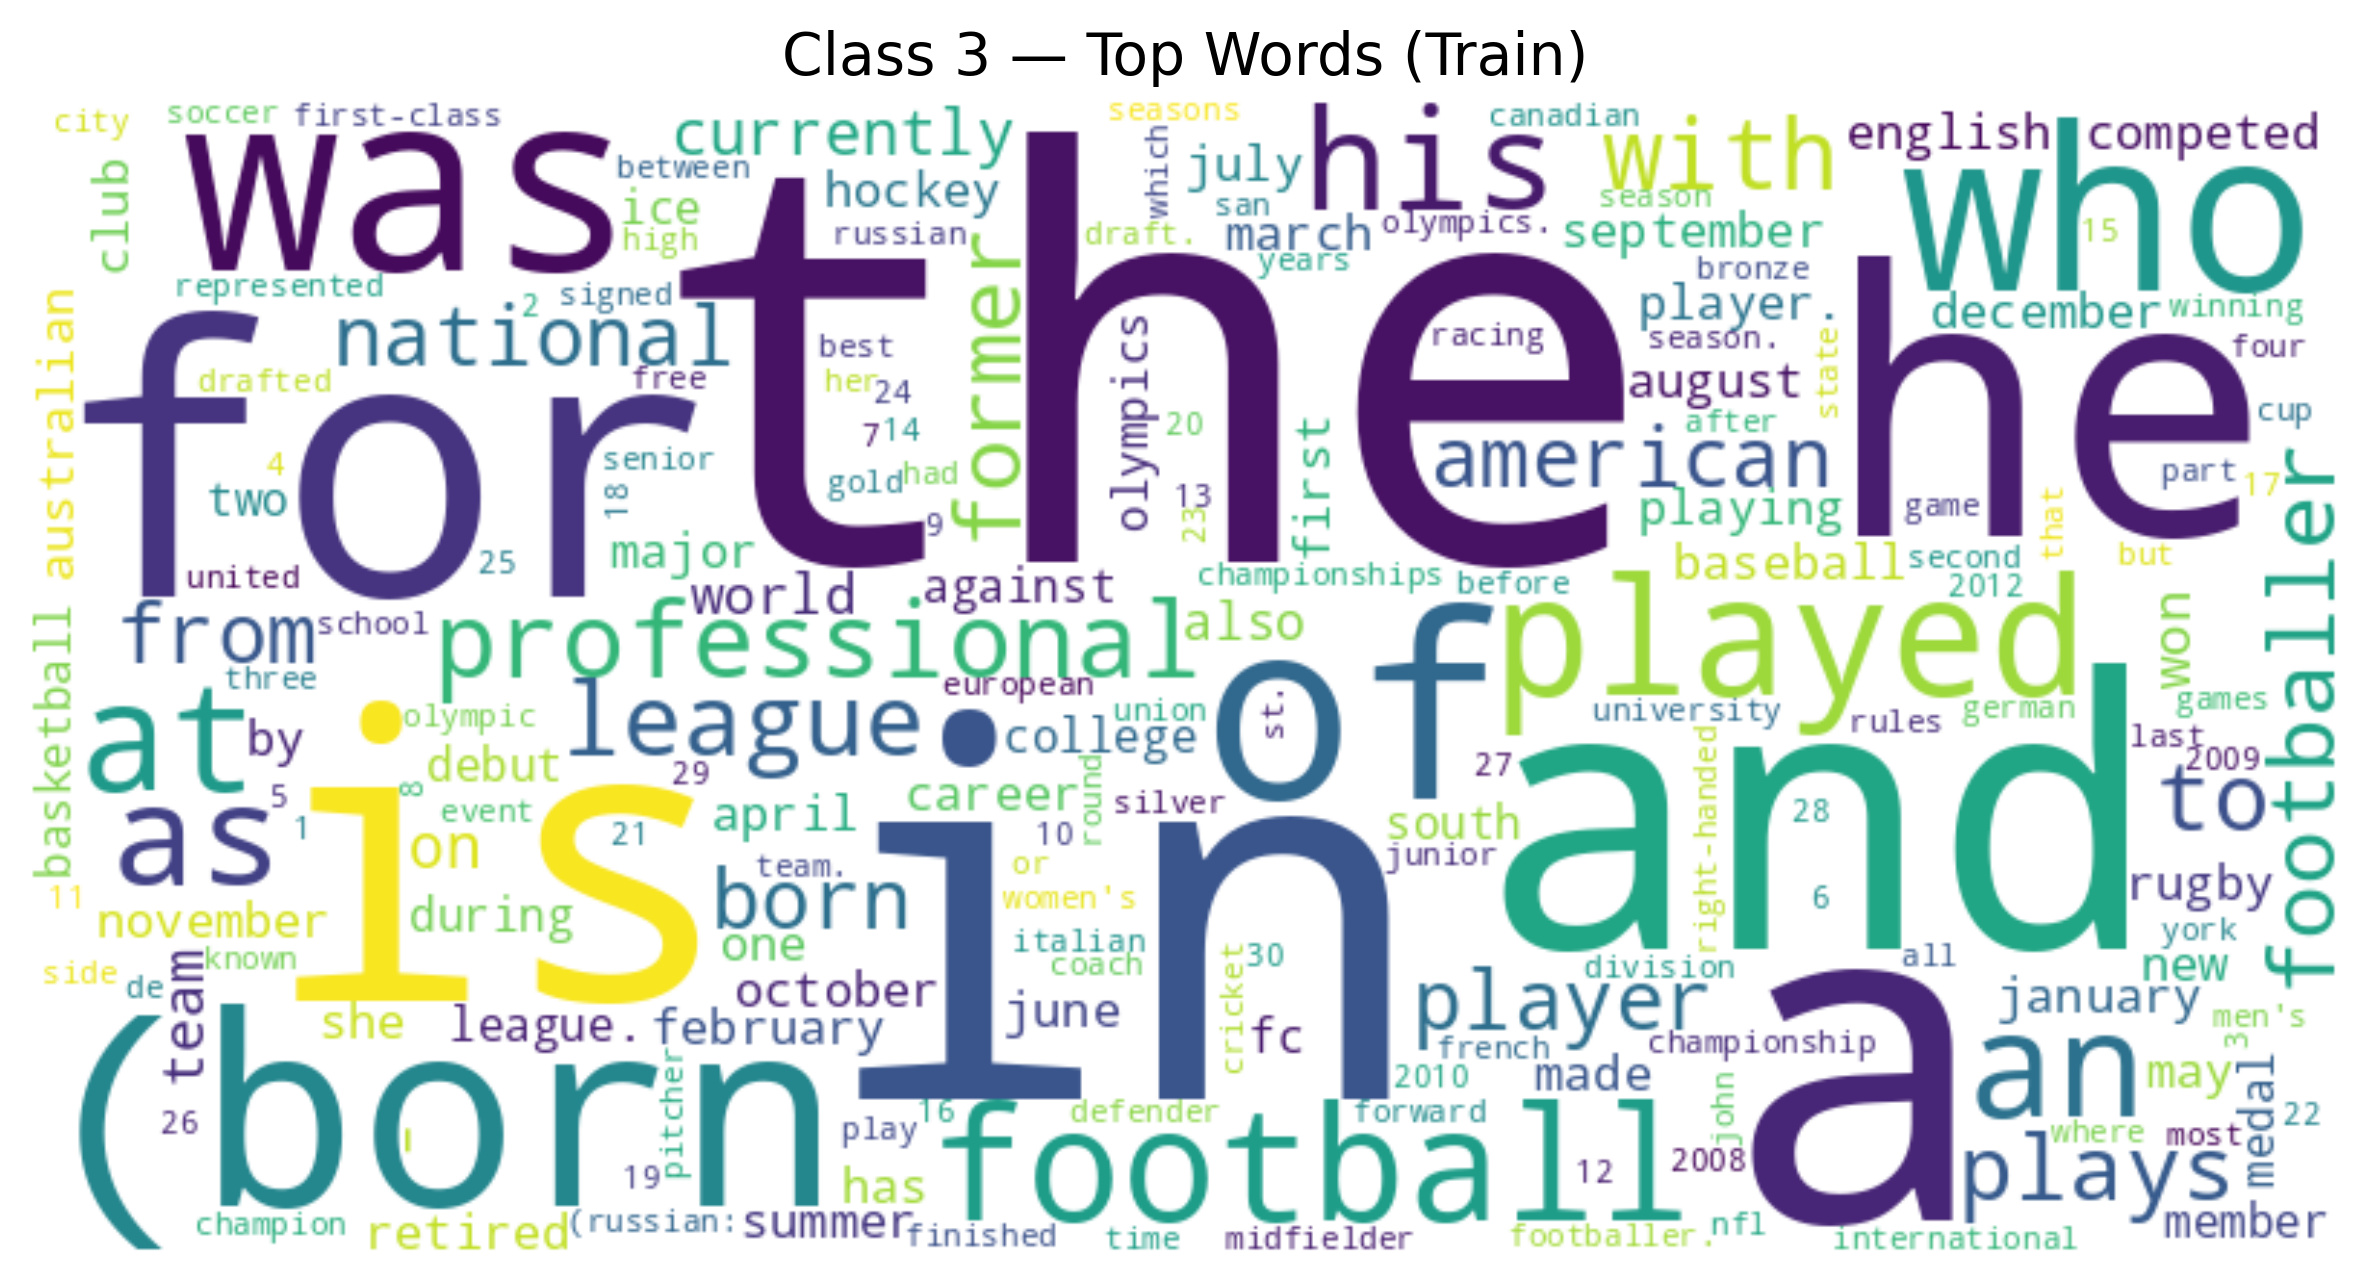 Class 3 — Top Words (Train)
city
soccer
first-class
currently
seasons
his
canadian
with
english
competed
was
between
hockey
which
july
who
club
ice
high
russian
draft.
san
march
olympics.
season
september
15
years
bronze
represented
2
signed
the
player.
december
winning
australian
national
former
olympics
racing
season.
state
four
for
drafted
free
best
her
24
august
he
cup
7
14
20
first
after
american
4
two
senior
18
gold
had
9
13
23
playing
game
that
part
17
footballer
united
25
major
world
against
championships
before
baseball
second
2012
but
from
school
professional
also
of
played
won
basketball
three
european
at
by
is
olympic
league
college
union
st.
university
rules
german
games
last
2009
debut
29
27
and
as
5
1
8
event
21
april
career
round
silver
10
in
south
junior
right-handed
28
6
to
on
team.
or
rugby
11
november
during
born
women's
one
italian
coach
cricket
30
york
side
de
team
known
october
june
fc
division
all
new
she
league.
february
player
a
january
men's
3
french
championship
an
(born
pitcher
2010
made
john
may
medal
26
19
play
16
defender
forward
football
12
2008
where
most
22
has
plays
champion
retired
(russian:
summer
finished
time
midfielder
footballer.
nfl
international
member